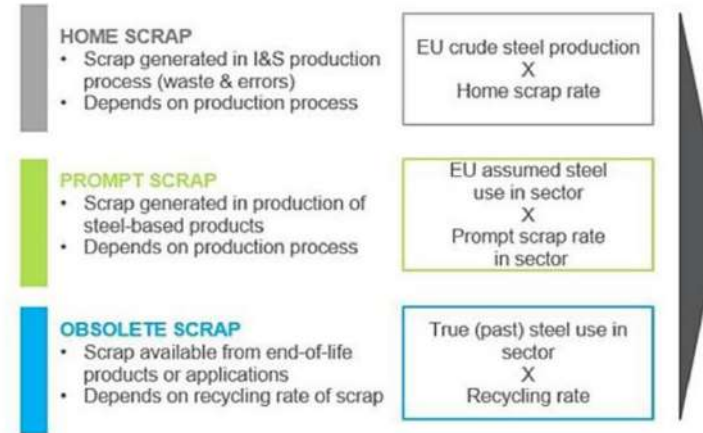 HOME SCRAP
• Scrap generated in I&S production
process (waste & errors)
• Depends on production process
EU crude steel production
X
Home scrap rate
PROMPT SCRAP
• Scrap generated in production of
steel-based products
• Depends on production process
EU assumed steel
use in sector
X
Prompt scrap rate
in sector
OBSOLETE SCRAP
• Scrap available from end-of-life
products or applications
• Depends on recycling rate of scrap
True (past) steel use in
sector
X
Recycling rate